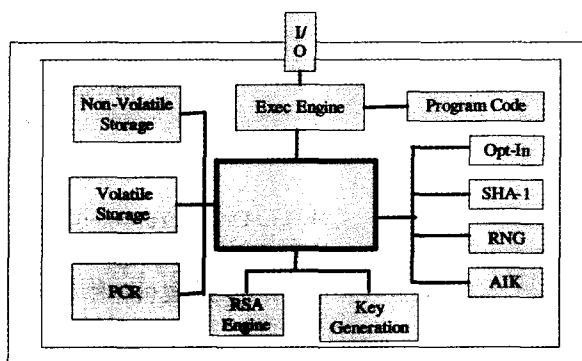 I/
O
Non-Volatile
Storage
Exec Engine
Program Code
Opt-In
Volatile
Storage
SHA-1
RNG
PCR
AIK
RSA
Engine
Key
Generation